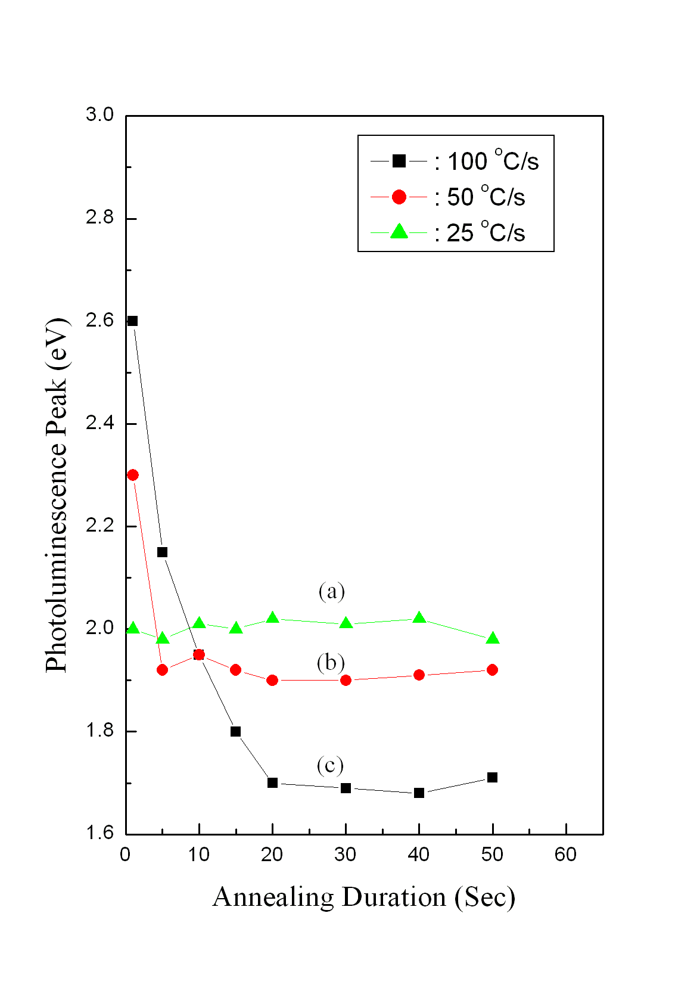 3.0
: 100 °C/s
: 50 °C/s
: 25 °C/s
2.8
2.6
2.4
2.2
2.0
1.8
1.6
Photoluminescence Peak (eV)
(a)
(b)
(c)
0 10 20 30 40 50 60
Annealing Duration (Sec)